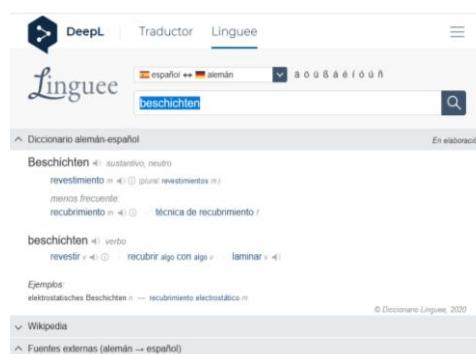 DeepL Traductor Linguee
Linguee español ↔ alemán ä ö ü ß á é í ó ú ñ
beschichten
Diccionario alemán-español En elaboració
Beschichten sustantivo, neutro
revestimiento m (plural: revestimientos m)
menos frecuente:
recubrimiento m · técnica de recubrimiento f
beschichten verbo
revestir v · recubrir algo con algo v · laminar v
Ejemplos:
elektrostatisches Beschichten n — recubrimiento electrostático m
© Diccionario Linguee, 2020
Wikipedia
Fuentes externas (alemán → español)